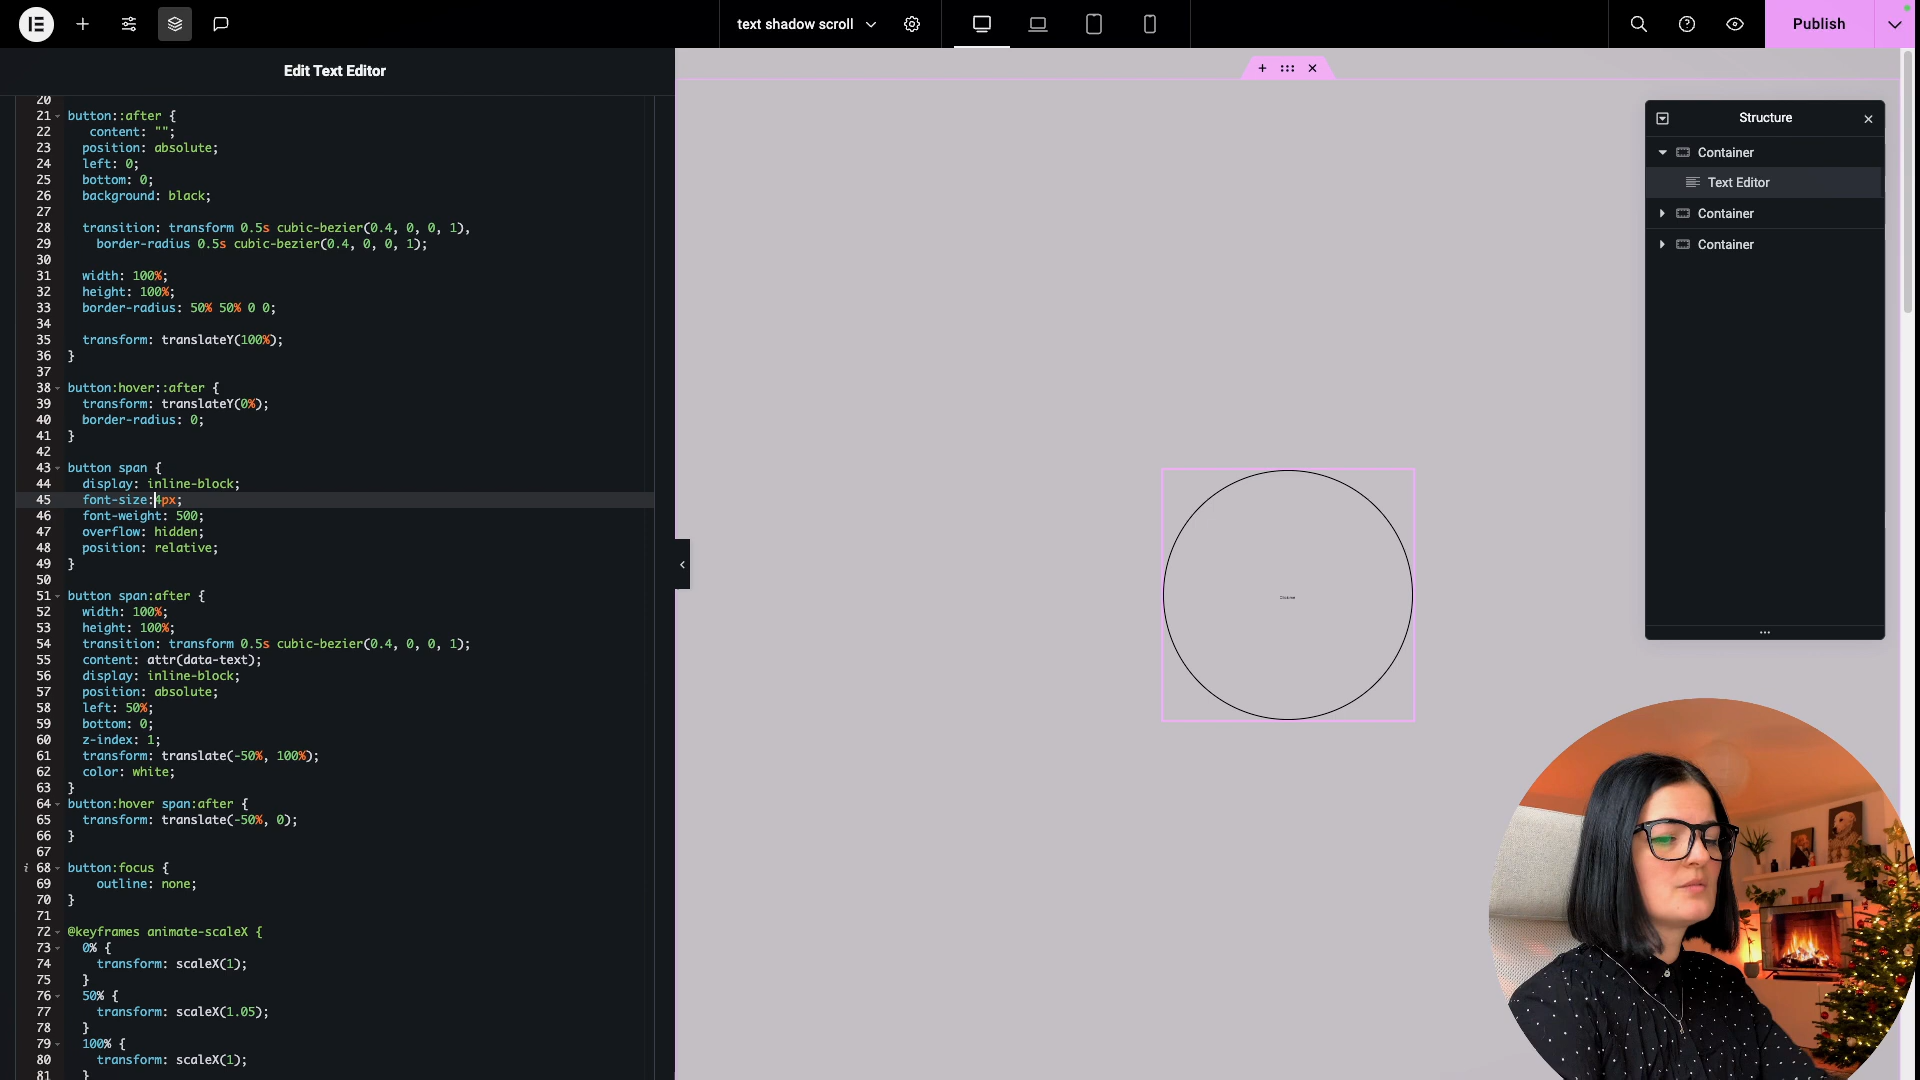 text shadow scroll
Publish
Edit Text Editor
20
21 button::after {
22 content: "";
23 position: absolute;
24 left: 0;
25 bottom: 0;
26 background: black;
27
28 transition: transform 0.5s cubic-bezier(0.4, 0, 0, 1),
29 border-radius 0.5s cubic-bezier(0.4, 0, 0, 1);
30
31 width: 100%;
32 height: 100%;
33 border-radius: 50% 50% 0 0;
34
35 transform: translateY(100%);
36 }
37
38 button:hover::after {
39 transform: translateY(0%);
40 border-radius: 0;
41 }
42
43 button span {
44 display: inline-block;
45 font-size:4px;
46 font-weight: 500;
47 overflow: hidden;
48 position: relative;
49 }
50
51 button span:after {
52 width: 100%;
53 height: 100%;
54 transition: transform 0.5s cubic-bezier(0.4, 0, 0, 1);
55 content: attr(data-text);
56 display: inline-block;
57 position: absolute;
58 left: 50%;
59 bottom: 0;
60 z-index: 1;
61 transform: translate(-50%, 100%);
62 color: white;
63 }
64 button:hover span:after {
65 transform: translate(-50%, 0);
66 }
67
i 68 button:focus {
69 outline: none;
70 }
71
72 @keyframes animate-scaleX {
73 0% {
74 transform: scaleX(1);
75 }
76 50% {
77 transform: scaleX(1.05);
78 }
79 100% {
80 transform: scaleX(1);
81 }
Structure
Container
Text Editor
Container
Container